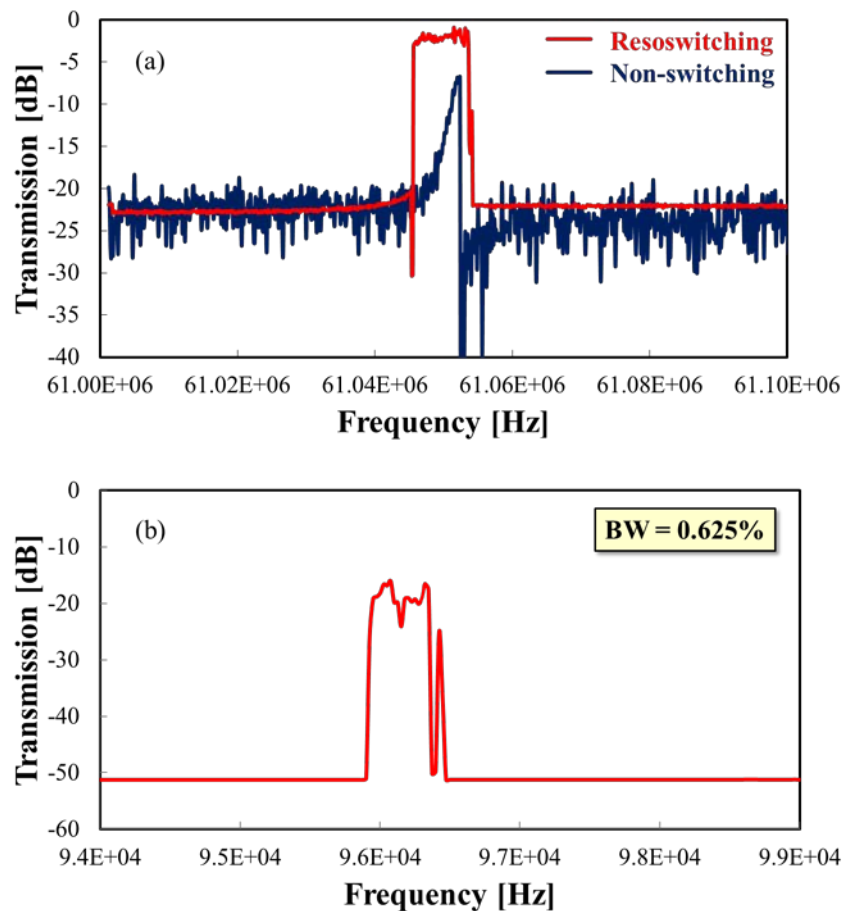 0
-5
-10
-15
-20
-25
-30
-35
-40
Transmission [dB]
(a)
Resoswitching
Non-switching
61.00E+06 61.02E+06 61.04E+06 61.06E+06 61.08E+06 61.10E+06
Frequency [Hz]
0
-10
-20
-30
-40
-50
-60
Transmission [dB]
(b)
BW = 0.625%
9.4E+04 9.5E+04 9.6E+04 9.7E+04 9.8E+04 9.9E+04
Frequency [Hz]